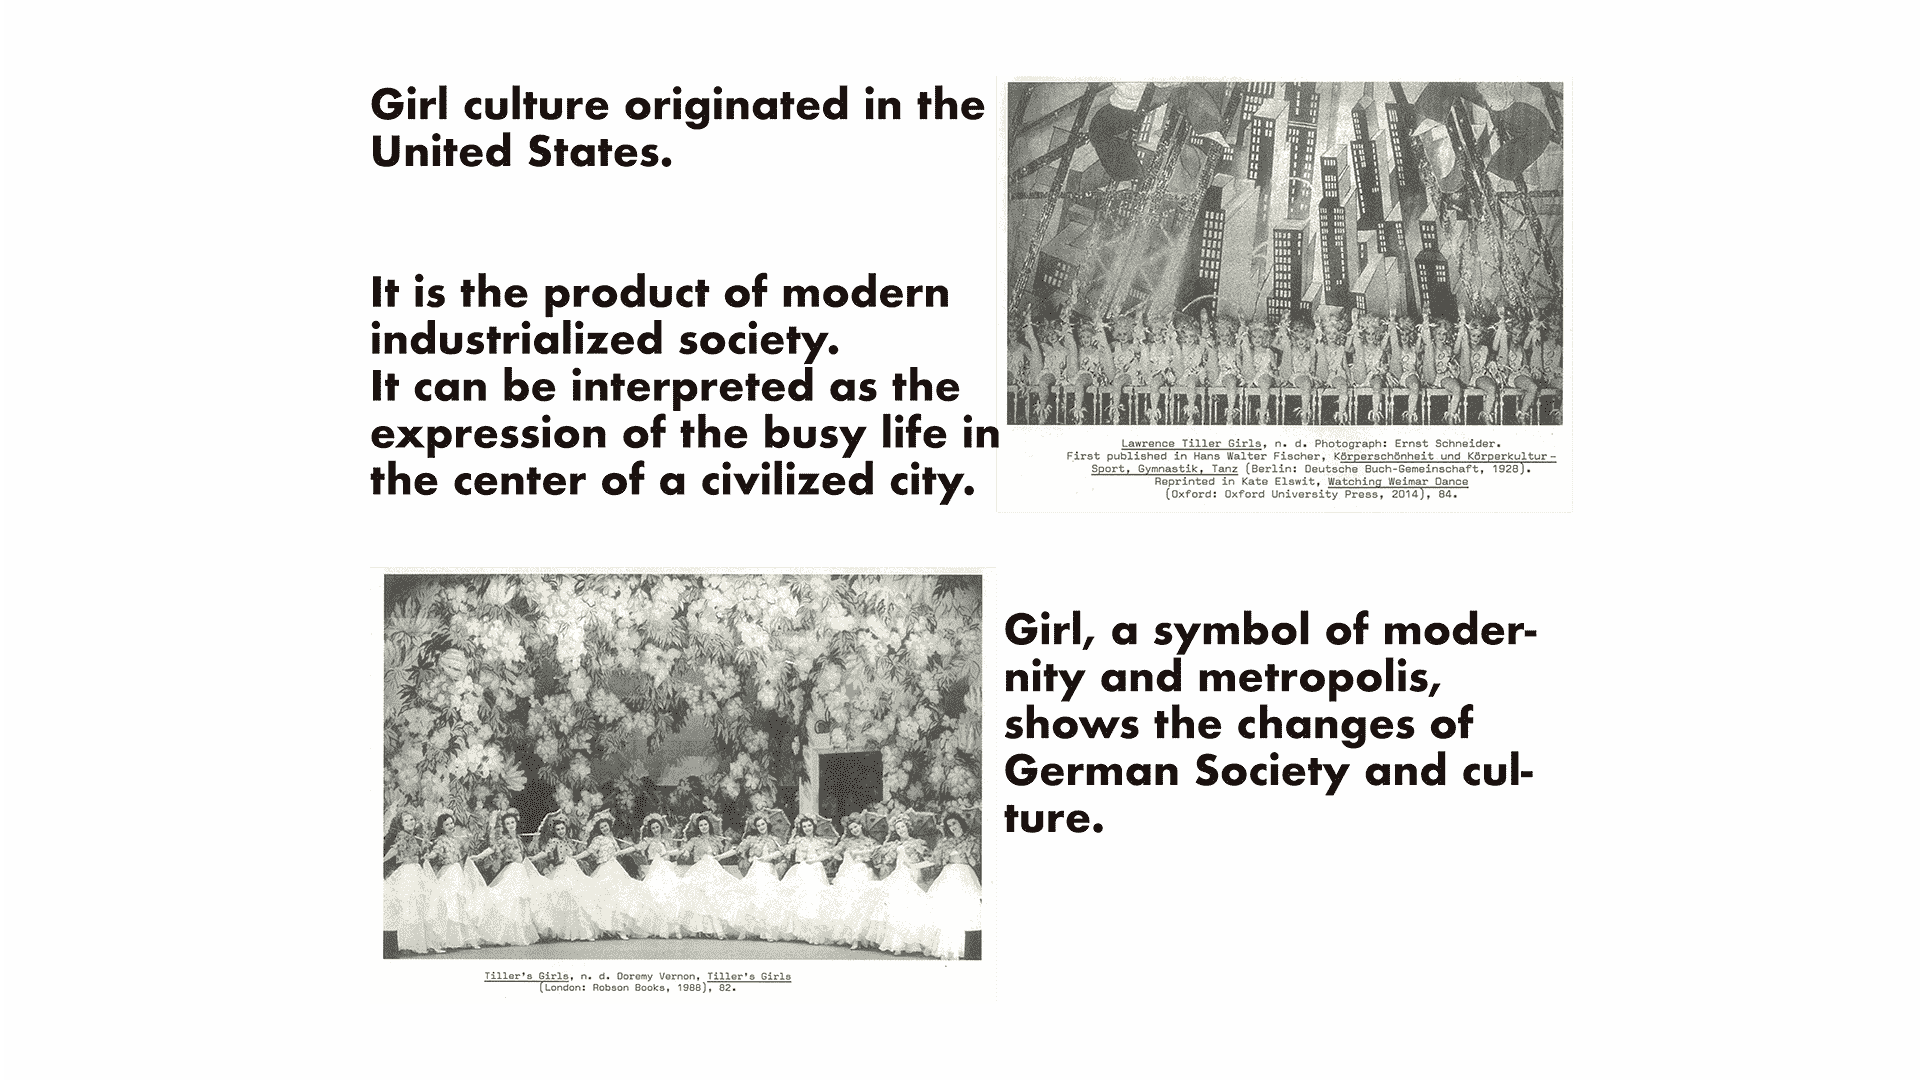 Girl culture originated in the
United States.
It is the product of modern
industrialized society.
It can be interpreted as the
expression of the busy life in
the center of a civilized city.
Lawrence Tiller Girls, n. d. Photograph: Ernst Schneider.
First published in Hans Walter Fischer, Körperschönheit und Körperkultur-
Sport, Gymnastik, Tanz (Berlin: Deutsche Buch-Gemeinschaft, 1928).
Reprinted in Kate Elswit, Watching Weimar Dance
(Oxford: Oxford University Press, 2014), 84.
Tiller's Girls, n. d. Doremy Vernon, Tiller's Girls
(London: Robson Books, 1988), 82.
Girl, a symbol of moder-
nity and metropolis,
shows the changes of
German Society and cul-
ture.